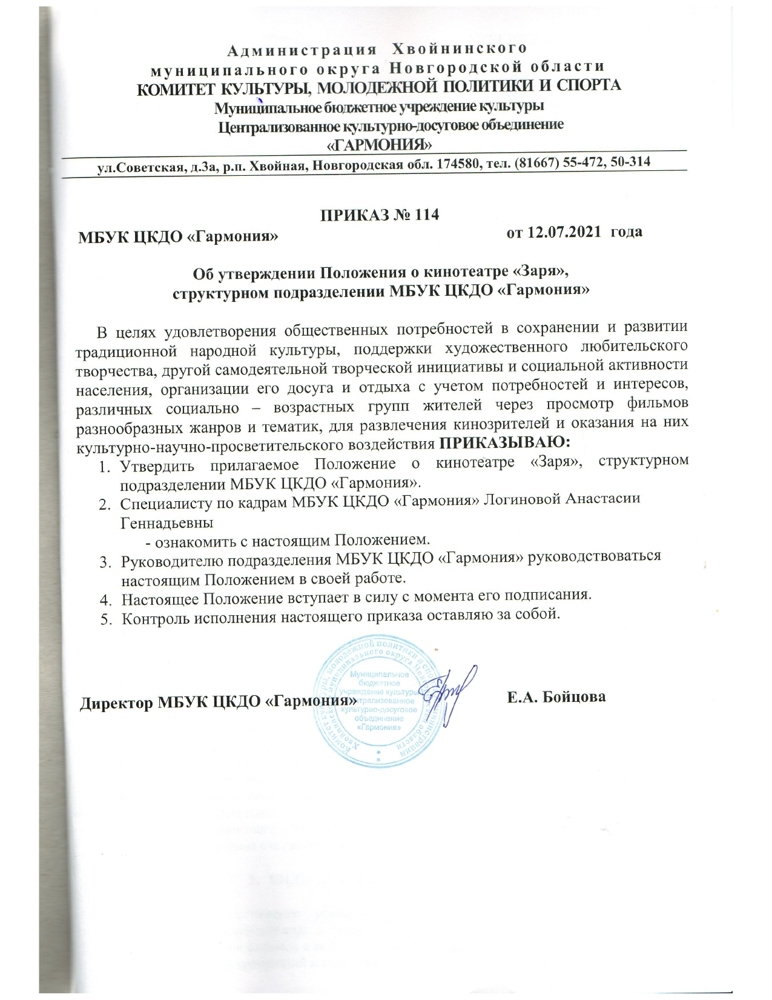 Администрация Хвойнинского
муниципального округа Новгородской области
КОМИТЕТ КУЛЬТУРЫ, МОЛОДЕЖНОЙ ПОЛИТИКИ И СПОРТА
Муниципальное бюджетное учреждение культуры
Централизованное культурно-досуговое объединение
«ГАРМОНИЯ»
ул.Советская, д.3а, р.п. Хвойная, Новгородская обл. 174580, тел. (81667) 55-472, 50-314
ПРИКАЗ № 114
МБУК ЦКДО «Гармония» от 12.07.2021 года
Об утверждении Положения о кинотеатре «Заря»,
структурном подразделении МБУК ЦКДО «Гармония»
В целях удовлетворения общественных потребностей в сохранении и развитии
традиционной народной культуры, поддержки художественного любительского
творчества, другой самодеятельной творческой инициативы и социальной активности
населения, организации его досуга и отдыха с учетом потребностей и интересов,
различных социально – возрастных групп жителей через просмотр фильмов
разнообразных жанров и тематик, для развлечения кинозрителей и оказания на них
культурно-научно-просветительского воздействия ПРИКАЗЫВАЮ:
1. Утвердить прилагаемое Положение о кинотеатре «Заря», структурном
подразделении МБУК ЦКДО «Гармония».
2. Специалисту по кадрам МБУК ЦКДО «Гармония» Логиновой Анастасии
Геннадьевны
- ознакомить с настоящим Положением.
3. Руководителю подразделения МБУК ЦКДО «Гармония» руководствоваться
настоящим Положением в своей работе.
4. Настоящее Положение вступает в силу с момента его подписания.
5. Контроль исполнения настоящего приказа оставляю за собой.
Директор МБУК ЦКДО «Гармония» Е.А. Бойцова
Комитет культуры, молодежной политики и спорта Администрации
Хвойнинского муниципального округа Новгородской области
Муниципальное
бюджетное
учреждение культуры
централизованное
культурно-досуговое
объединение
«Гармония»